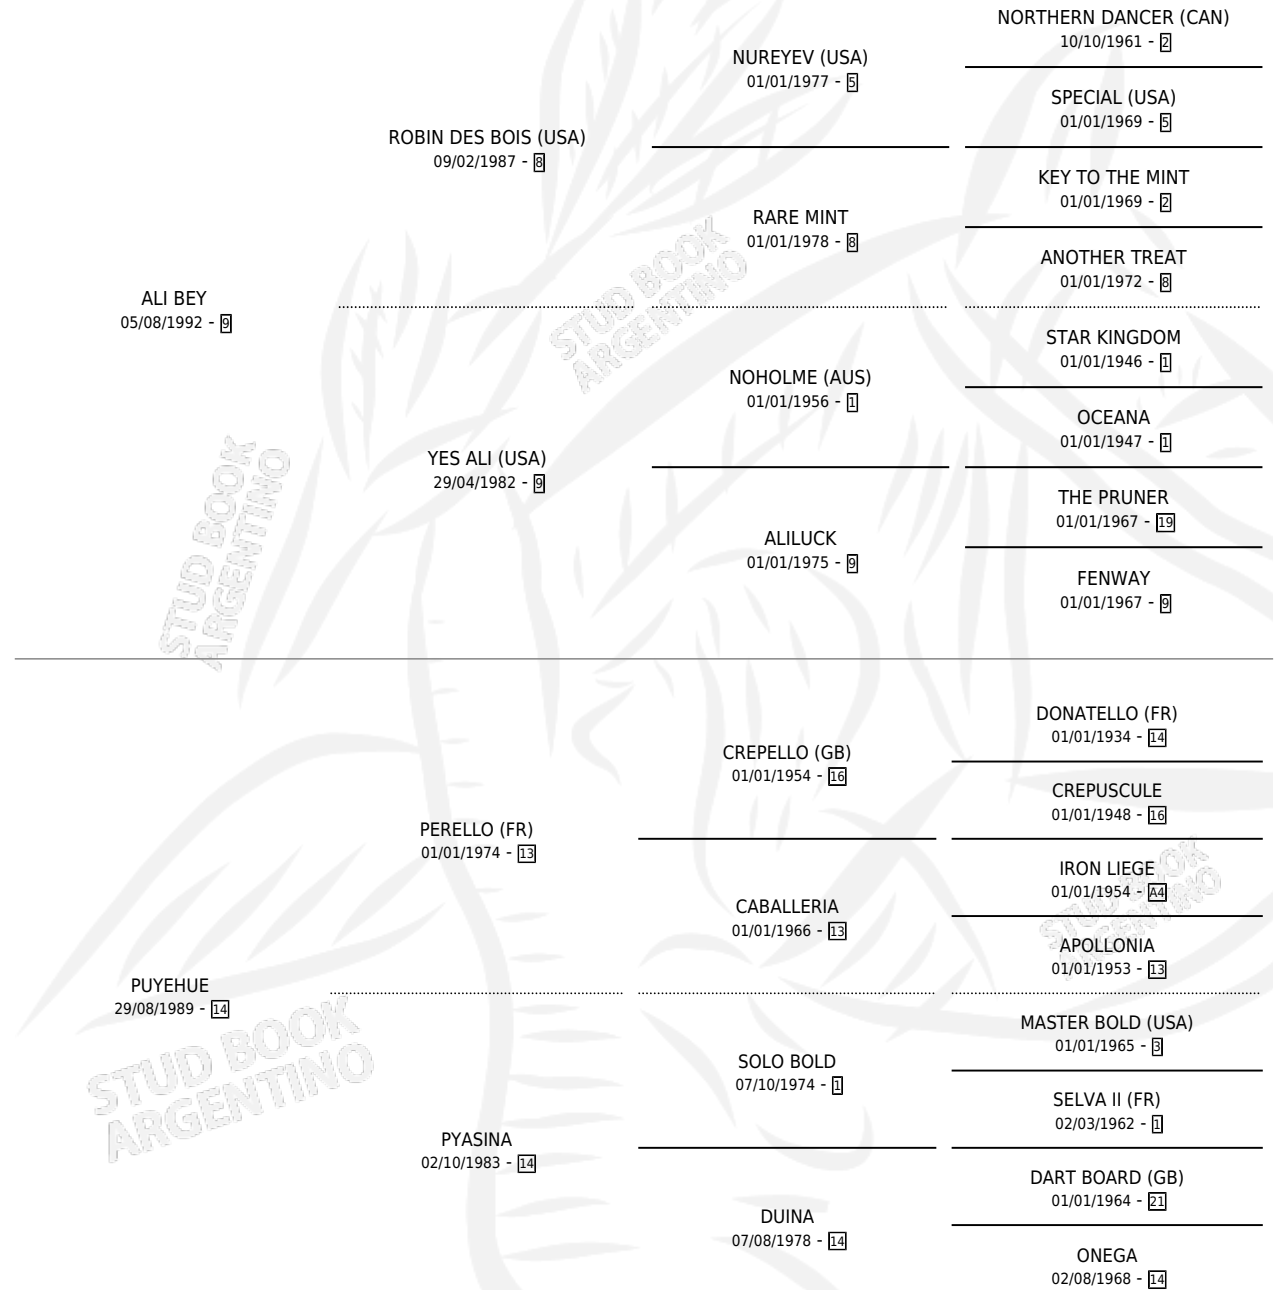 NORTHERN DANCER (CAN)
10/10/1961 - 2
NUREYEV (USA)
01/01/1977 - 5
SPECIAL (USA)
01/01/1969 - 5
ROBIN DES BOIS (USA)
09/02/1987 - 8
KEY TO THE MINT
01/01/1969 - 2
RARE MINT
01/01/1978 - 8
ANOTHER TREAT
01/01/1972 - 8
ALI BEY
05/08/1992 - 9
STAR KINGDOM
01/01/1946 - 1
NOHOLME (AUS)
01/01/1956 - 1
OCEANA
01/01/1947 - 1
YES ALI (USA)
29/04/1982 - 9
THE PRUNER
01/01/1967 - 19
ALILUCK
01/01/1975 - 9
FENWAY
01/01/1967 - 9
DONATELLO (FR)
01/01/1934 - 14
CREPELLO (GB)
01/01/1954 - 16
CREPUSCULE
01/01/1948 - 16
PERELLO (FR)
01/01/1974 - 13
IRON LIEGE
01/01/1954 - A4
CABALLERIA
01/01/1966 - 13
APOLLONIA
01/01/1953 - 13
PUYEHUE
29/08/1989 - 14
MASTER BOLD (USA)
01/01/1965 - 3
SOLO BOLD
07/10/1974 - 1
SELVA II (FR)
02/03/1962 - 1
PYASINA
02/10/1983 - 14
DART BOARD (GB)
01/01/1964 - 21
DUINA
07/08/1978 - 14
ONEGA
02/08/1968 - 14
STUD BOOK
ARGENTINO
STUD BOOK
ARGENTINO
STUD BOOK
ARGENTINO
STUD BOOK
ARGENTINO